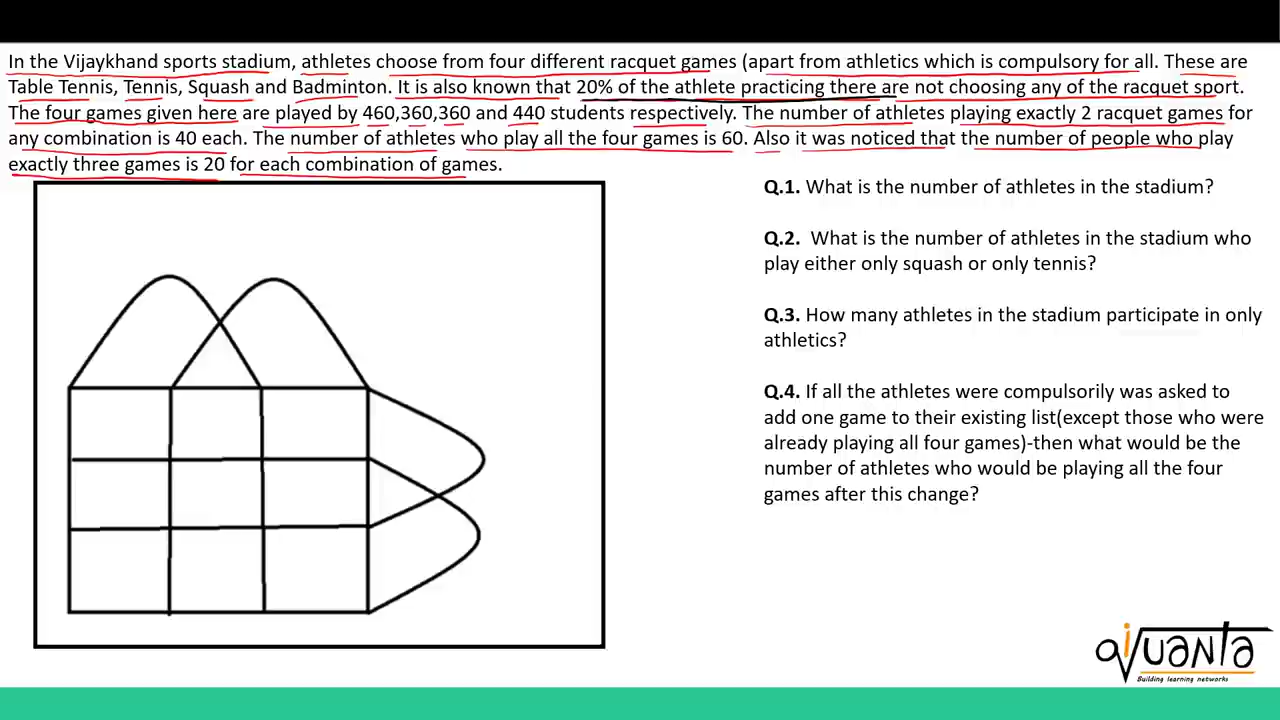 In the Vijaykhand sports stadium, athletes choose from four different racquet games (apart from athletics which is compulsory for all. These are
Table Tennis, Tennis, Squash and Badminton. It is also known that 20% of the athlete practicing there are not choosing any of the racquet sport.
The four games given here are played by 460,360,360 and 440 students respectively. The number of athletes playing exactly 2 racquet games for
any combination is 40 each. The number of athletes who play all the four games is 60. Also it was noticed that the number of people who play
exactly three games is 20 for each combination of games.
Q.1. What is the number of athletes in the stadium?
Q.2. What is the number of athletes in the stadium who
play either only squash or only tennis?
Q.3. How many athletes in the stadium participate in only
athletics?
Q.4. If all the athletes were compulsorily was asked to
add one game to their existing list(except those who were
already playing all four games)-then what would be the
number of athletes who would be playing all the four
games after this change?
qiuanta
Building learning networks